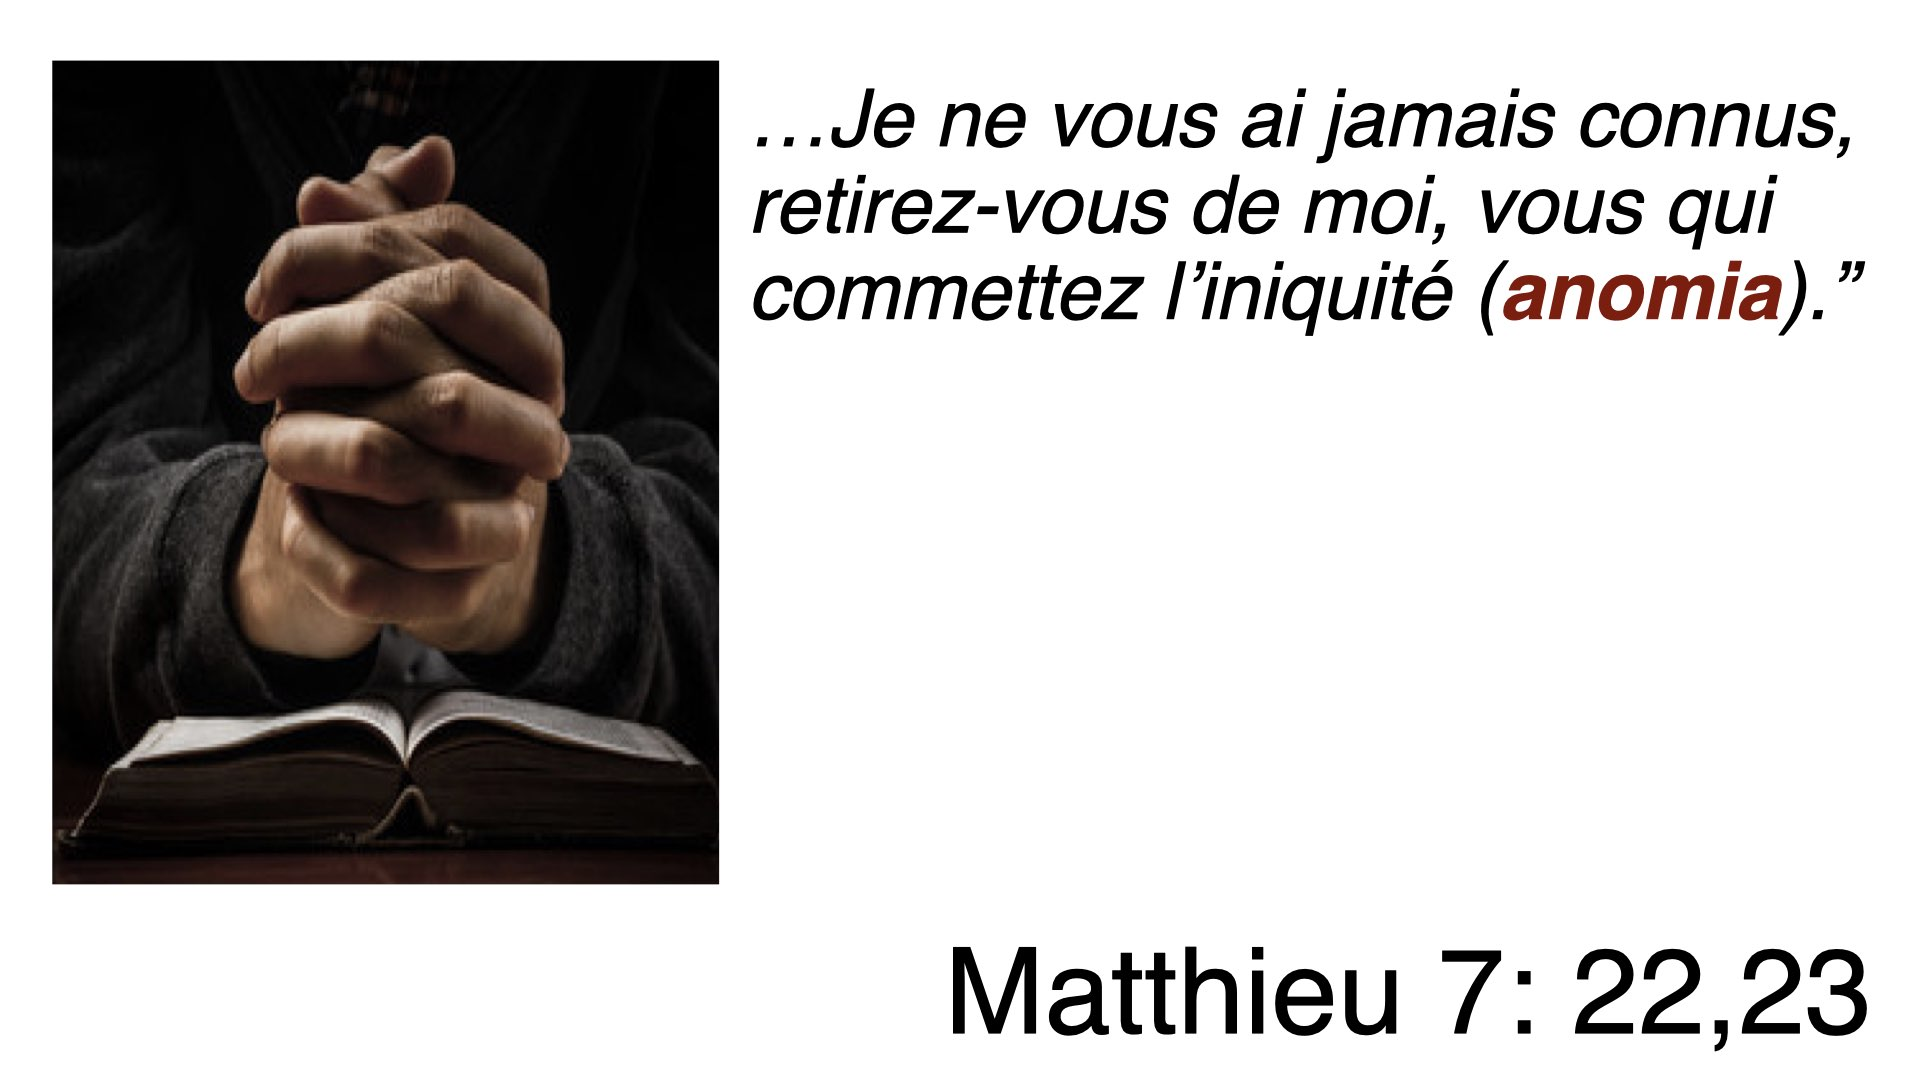 …Je ne vous ai jamais connus,
retirez-vous de moi, vous qui
commettez l’iniquité (anomia).”
Matthieu 7: 22,23